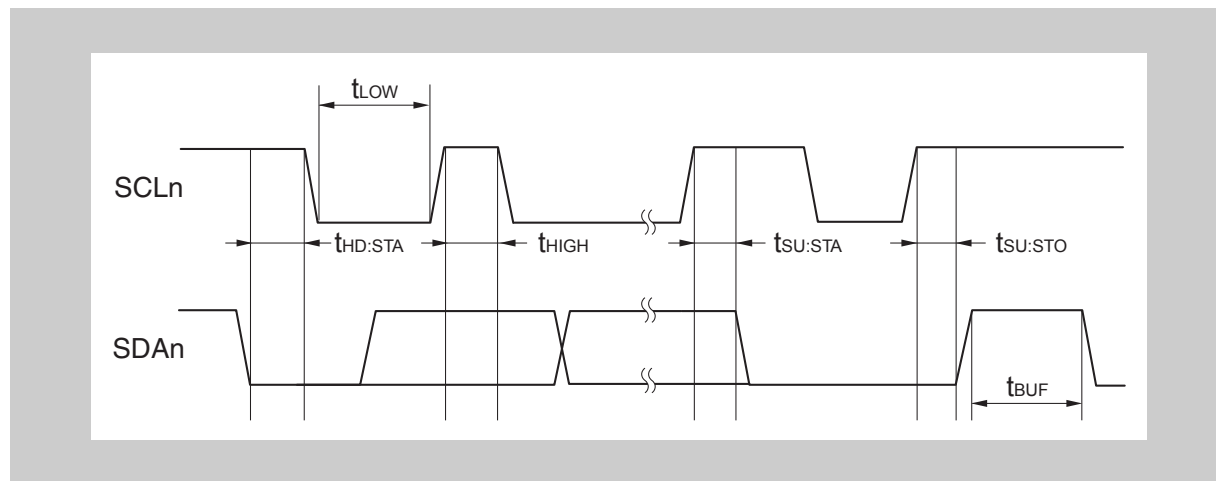 tLOW
SCLn
tHD:STA tHIGH tSU:STA tSU:STO
SDAn
tBUF